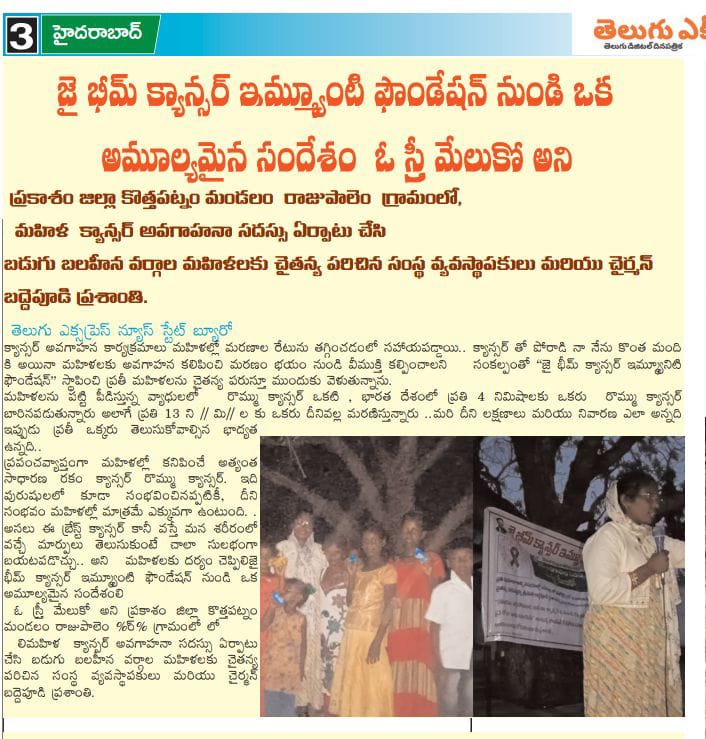 3
హైదరాబాద్
తెలుగు ఎక్
తెలుగు డిజిటల్ దినపత్రిక
జై భీమ్ క్యాన్సర్ ఇమ్మ్యూంటి ఫౌండేషన్ నుండి ఒక
అమూల్యమైన సందేశం ఓ స్త్రీ మేలుకో అని
ప్రకాశం జిల్లా కొత్తపట్నం మండలం రాజుపాలెం గ్రామంలో,
మహిళ క్యాన్సర్ అవగాహనా సదస్సు ఏర్పాటు చేసి
బడుగు బలహీన వర్గాల మహిళలకు చైతన్య పరిచిన సంస్థ వ్యవస్థాపకులు మరియు చైర్మన్
బద్దెపూడి ప్రశాంతి.
తెలుగు ఎక్సప్రెస్ న్యూస్ స్టేట్ బ్యూరో
క్యాన్సర్ అవగాహన కార్యక్రమాలు మహిళల్లో మరణాల రేటును తగ్గించడంలో సహాయపడ్డాయి.. క్యాన్సర్ తో పోరాడి నా నేను కొంత మంది
కి అయినా మహిళలకు అవగాహన కలిపించి మరణం భయం నుండి వీముక్తి కల్పించాలని సంకల్పంతో “జై భీమ్ క్యాన్సర్ ఇమ్మ్యూనిటి
ఫౌండేషన్” స్థాపించి ప్రతీ మహిళలను చైతన్య పరుస్తూ ముందుకు వెళుతున్నాను.
మహిళలను పట్టి పీడిస్తున్న వ్యాధులలో రొమ్ము క్యాన్సర్ ఒకటి , భారత దేశంలో ప్రతి 4 నిమిషాలకు ఒకరు రొమ్ము క్యాన్సర్
బారినపడుతున్నారు అలాగే ప్రతి 13 ని // మి// ల కు ఒకరు దీనివల్ల మరణిస్తున్నారు ..మరి దీని లక్షణాలు మరియు నివారణ ఎలా అన్నది
ఇప్పుడు ప్రతీ ఒక్కరు తెలుసుకోవాల్సిన భాద్యత
ఉన్నది..
ప్రపంచవ్యాప్తంగా మహిళల్లో కనిపించే అత్యంత
సాధారణ రకం క్యాన్సర్ రొమ్ము క్యాన్సర్. ఇది
పురుషులలో కూడా సంభవించినప్పటికీ, దీని
సంభవం మహిళల్లో మాత్రమే ఎక్కువగా ఉంటుంది. .
అసలు ఈ బ్రేస్ట్ క్యాన్సర్ కానీ వస్తే మన శరీరంలో
వచ్చే మార్పులు తెలుసుకుంటే చాలా సులభంగా
బయటపడొచ్చు.. అని మహిళలకు దర్యం చెప్పిలిజై
భీమ్ క్యాన్సర్ ఇమ్మ్యూంటి ఫౌండేషన్ నుండి ఒక
అమూల్యమైన సందేశంలి
ఓ స్త్రీ మేలుకో అని ప్రకాశం జిల్లా కొత్తపట్నం
మండలం రాజుపాలెం %ర్% గ్రామంలో లో
లిమహిళ క్యాన్సర్ అవగాహనా సదస్సు ఏర్పాటు
చేసి బడుగు బలహీన వర్గాల మహిళలకు చైతన్య
పరిచిన సంస్థ వ్యవస్థాపకులు మరియు చైర్మన్
బద్దెపూడి ప్రశాంతి.
జై భీమ్ క్యాన్సర్